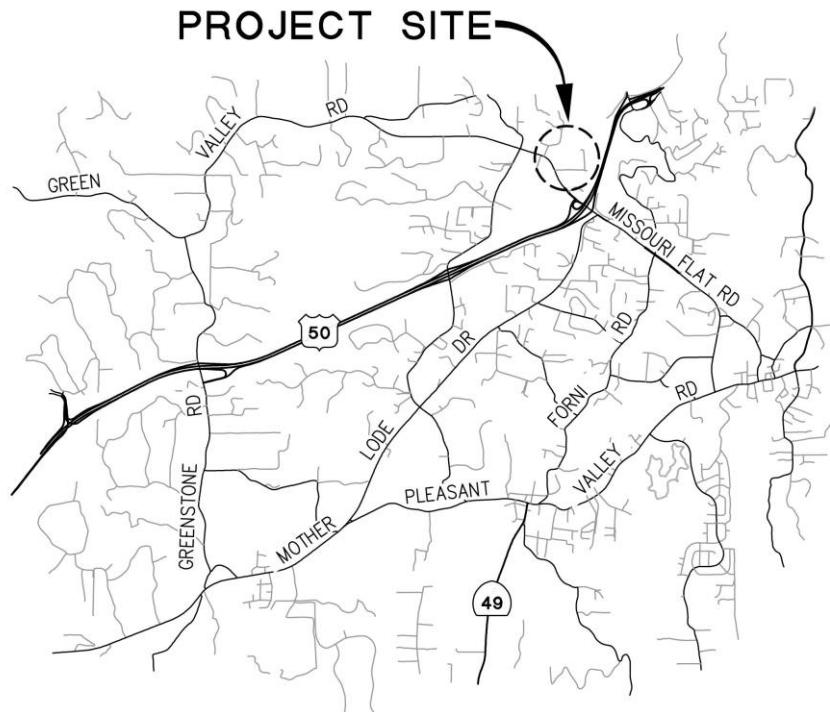 PROJECT SITE
GREEN VALLEY RD
MISSOURI FLAT RD
50
MOTHER LODE DR
FORNI RD
GREENSTONE RD
PLEASANT VALLEY RD
49